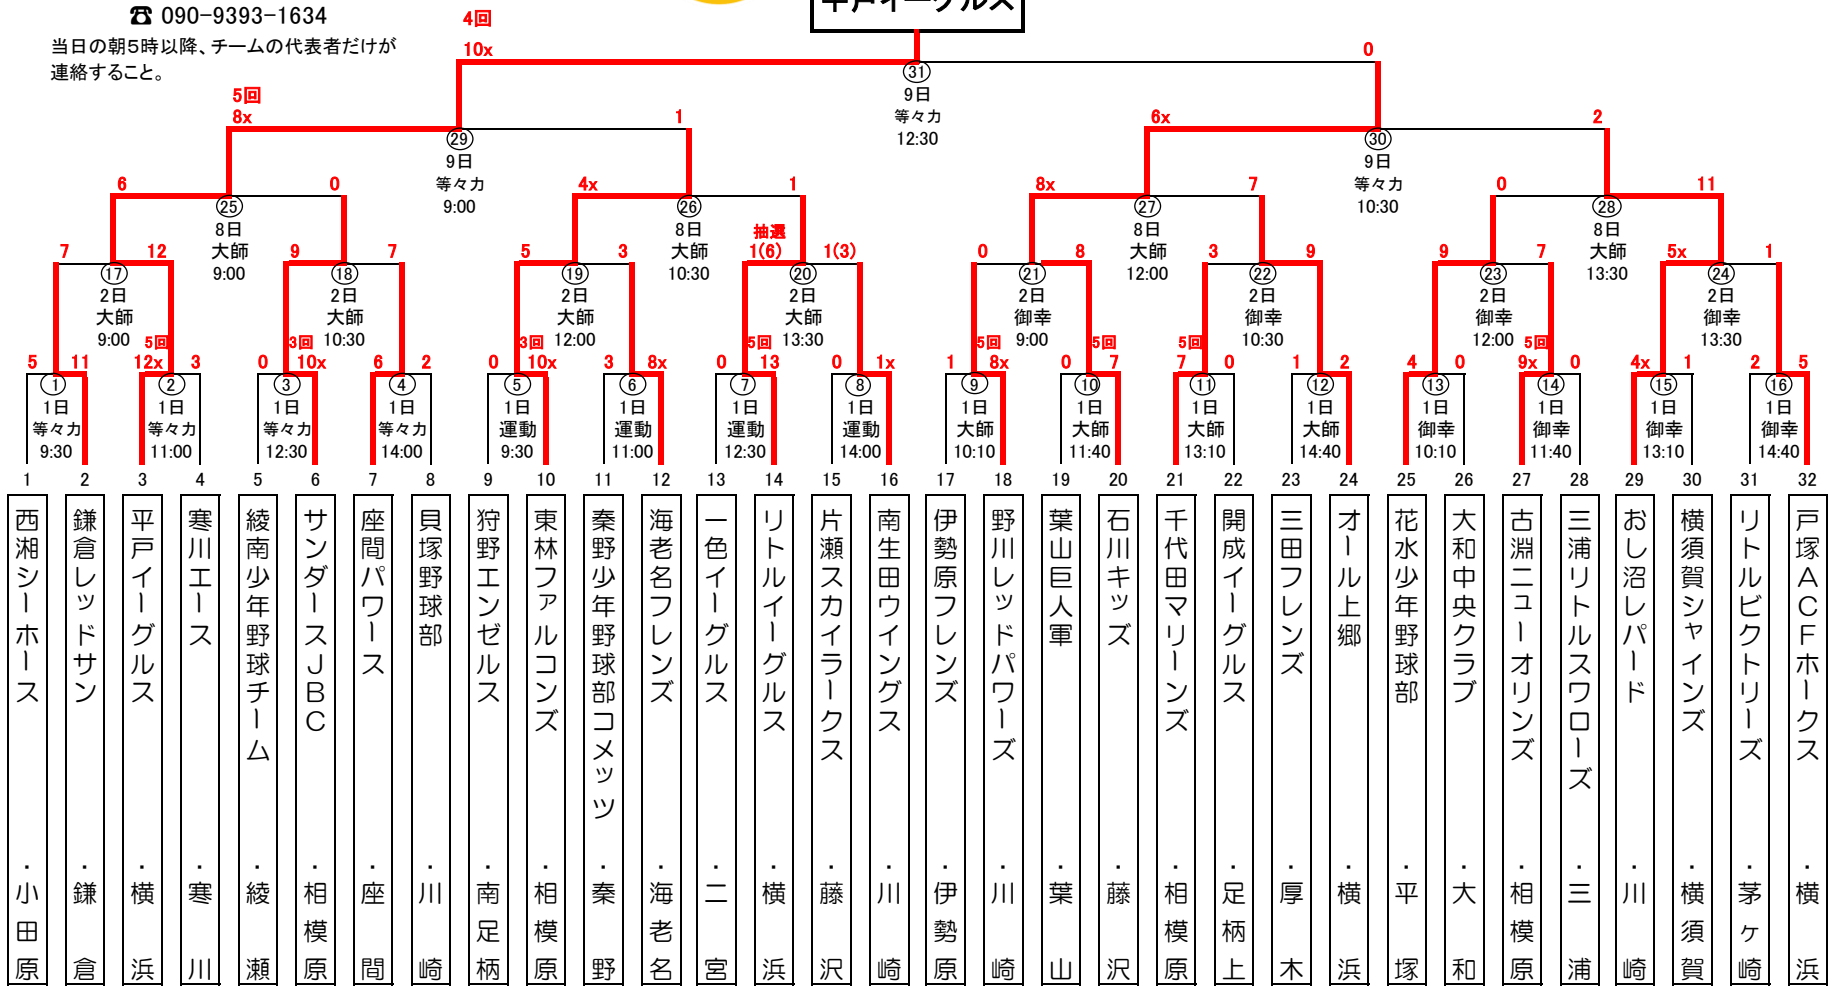 平戸イーグルス
☎ 090-9393-1634
当日の朝5時以降、チームの代表者だけが
連絡すること。
4回
10x 0
31
9日
等々力
12:30
5回
8x 1 6x 2
29 30
9日 9日
等々力 等々力
9:00 10:30
6 0 4x 1 8x 7 0 11
25 26 27 28
8日 8日 8日 8日
大師 大師 大師 大師
9:00 10:30 12:00 13:30
抽選
7 12 9 7 5 3 1(6) 1(3) 0 8 3 9 9 7 5x 1
17 18 19 20 21 22 23 24
2日 2日 2日 2日 2日 2日 2日 2日
大師 大師 大師 大師 御幸 御幸 御幸 御幸
9:00 10:30 12:00 13:30 9:00 10:30 12:00 13:30
5回 3回 3回 5回 5回 5回 5回 5回
5 11 12x 3 0 10x 6 2 0 10x 3 8x 0 13 0 1x 1 8x 0 7 7 0 1 2 4 0 9x 0 4x 1 2 5
1 2 3 4 5 6 7 8 9 10 11 12 13 14 15 16
1日 1日 1日 1日 1日 1日 1日 1日 1日 1日 1日 1日 1日 1日 1日 1日
等々力 等々力 等々力 等々力 運動 運動 運動 運動 大師 大師 大師 大師 御幸 御幸 御幸 御幸
9:30 11:00 12:30 14:00 9:30 11:00 12:30 14:00 10:10 11:40 13:10 14:40 10:10 11:40 13:10 14:40
1 2 3 4 5 6 7 8 9 10 11 12 13 14 15 16 17 18 19 20 21 22 23 24 25 26 27 28 29 30 31 32
西湘シーホース・小田原
鎌倉レッドサン・鎌倉
平戸イーグルス・横浜
寒川エース・寒川
綾南少年野球チーム・綾瀬
サンダースJBC・相模原
座間パワース・座間
貝塚野球部・川崎
狩野エンゼルス・南足柄
東林ファルコンズ・相模原
秦野少年野球部コメッツ・秦野
海老名フレンズ・海老名
一色イーグルス・二宮
リトルイーグルス・横浜
片瀬スカイラークス・藤沢
南生田ウイングス・川崎
伊勢原フレンズ・伊勢原
野川レッドパワーズ・川崎
葉山巨人軍・葉山
石川キッズ・藤沢
千代田マリーンズ・相模原
開成イーグルス・足柄上
三田フレンズ・厚木
オール上郷・横浜
花水少年野球部・平塚
大和中央クラブ・大和
古淵ニューオリンズ・相模原
三浦リトルスワローズ・三浦
おし沼レパード・川崎
横須賀シャインズ・横須賀
リトルビクトリーズ・茅ヶ崎
戸塚ACFホークス・横浜